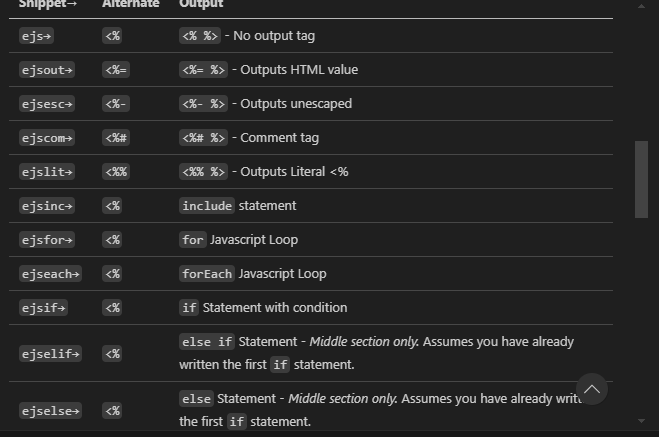 Snippet→ Alternate Output
ejs→ <% <% %> - No output tag
ejsout→ <%= <%= %> - Outputs HTML value
ejsesc→ <%- <%- %> - Outputs unescaped
ejscom→ <%# <%# %> - Comment tag
ejslit→ <%% <%% %> - Outputs Literal <%
ejsinc→ <% include statement
ejsfor→ <% for Javascript Loop
ejseach→ <% forEach Javascript Loop
ejsif→ <% if Statement with condition
ejselif→ <% else if Statement - Middle section only. Assumes you have already
written the first if statement.
ejselse→ <% else Statement - Middle section only. Assumes you have already
the first if statement.